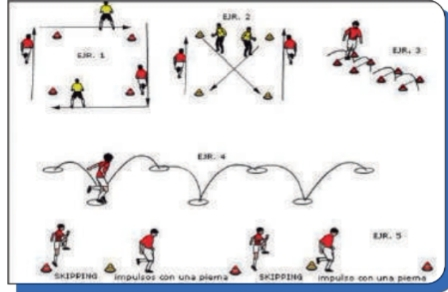 EJR. 1
EJR. 2
EJR. 3
EJR. 4
EJR. 5
SKIPPING impulsos con una pierna SKIPPING impulso con una pierna